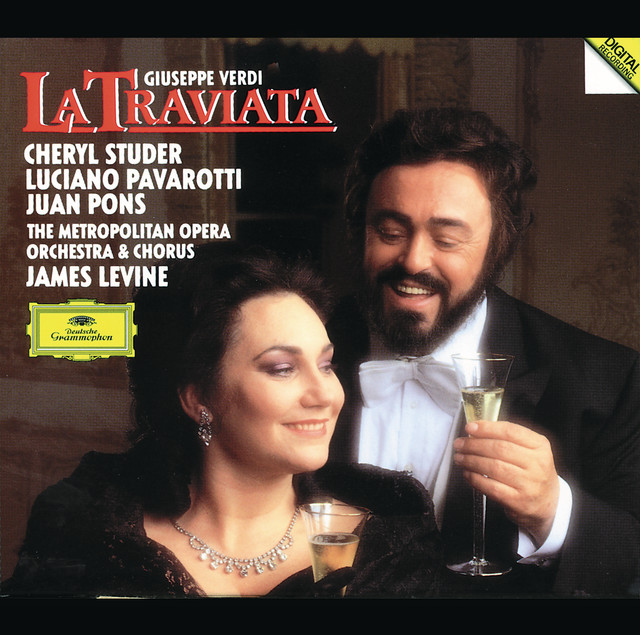 DIGITAL
RECORDING
GIUSEPPE VERDI
LA TRAVIATA
CHERYL STUDER
LUCIANO PAVAROTTI
JUAN PONS
THE METROPOLITAN OPERA
ORCHESTRA & CHORUS
JAMES LEVINE
Deutsche
Grammophon